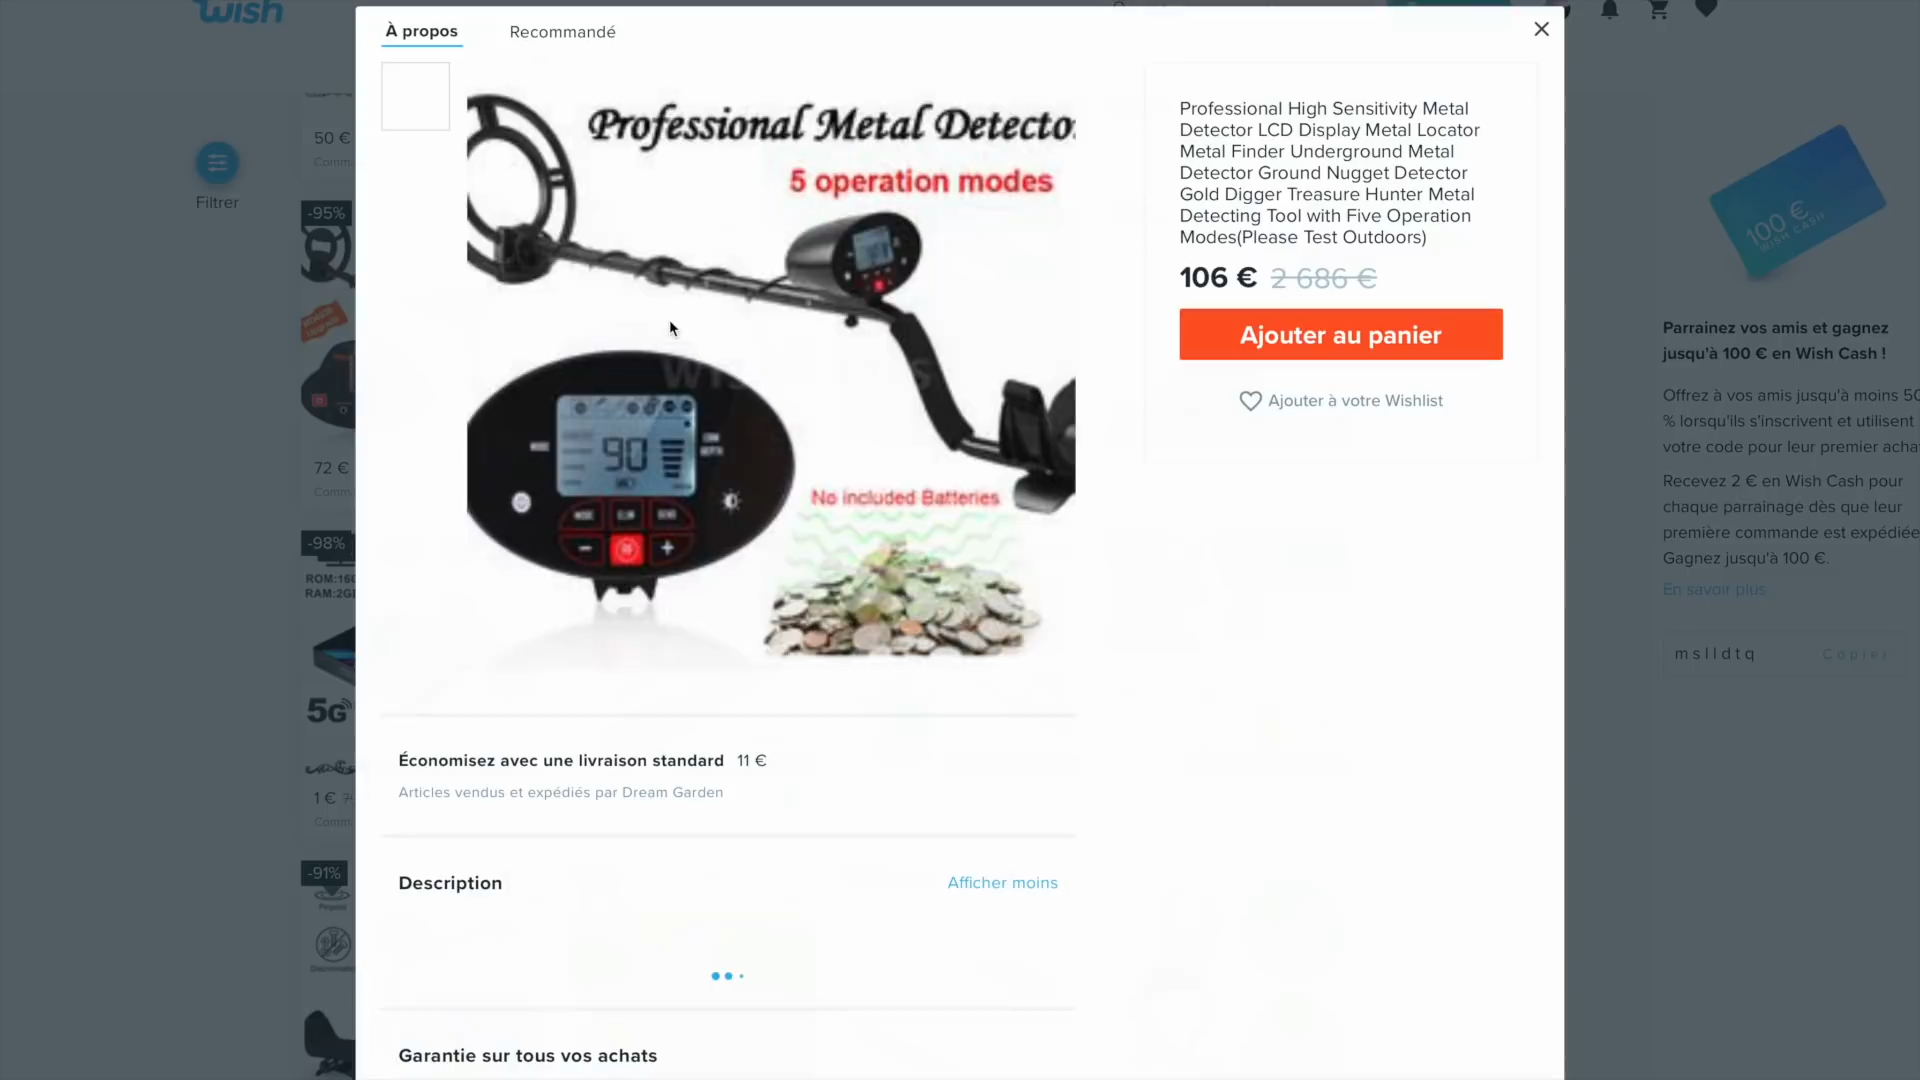 wish
À propos
Recommandé
50 €
Filtrer
-95%
72 €
-98%
ROM:16
RAM:2G
5G
1 €
-91%
Professional Metal Detecto
5 operation modes
90
No included Batteries
Professional High Sensitivity Metal
Detector LCD Display Metal Locator
Metal Finder Underground Metal
Detector Ground Nugget Detector
Gold Digger Treasure Hunter Metal
Detecting Tool with Five Operation
Modes(Please Test Outdoors)
106 € 2 686 €
Ajouter au panier
Ajouter à votre Wishlist
Économisez avec une livraison standard 11 €
Articles vendus et expédiés par Dream Garden
Description
Afficher moins
Garantie sur tous vos achats
100 €
WISH CASH
Parrainez vos amis et gagnez
jusqu'à 100 € en Wish Cash !
Offrez à vos amis jusqu'à moins 50
% lorsqu'ils s'inscrivent et utilisent
votre code pour leur premier acha
Recevez 2 € en Wish Cash pour
chaque parrainage dès que leur
première commande est expédiée
Gagnez jusqu'à 100 €.
En savoir plus
mslldtq
Copier